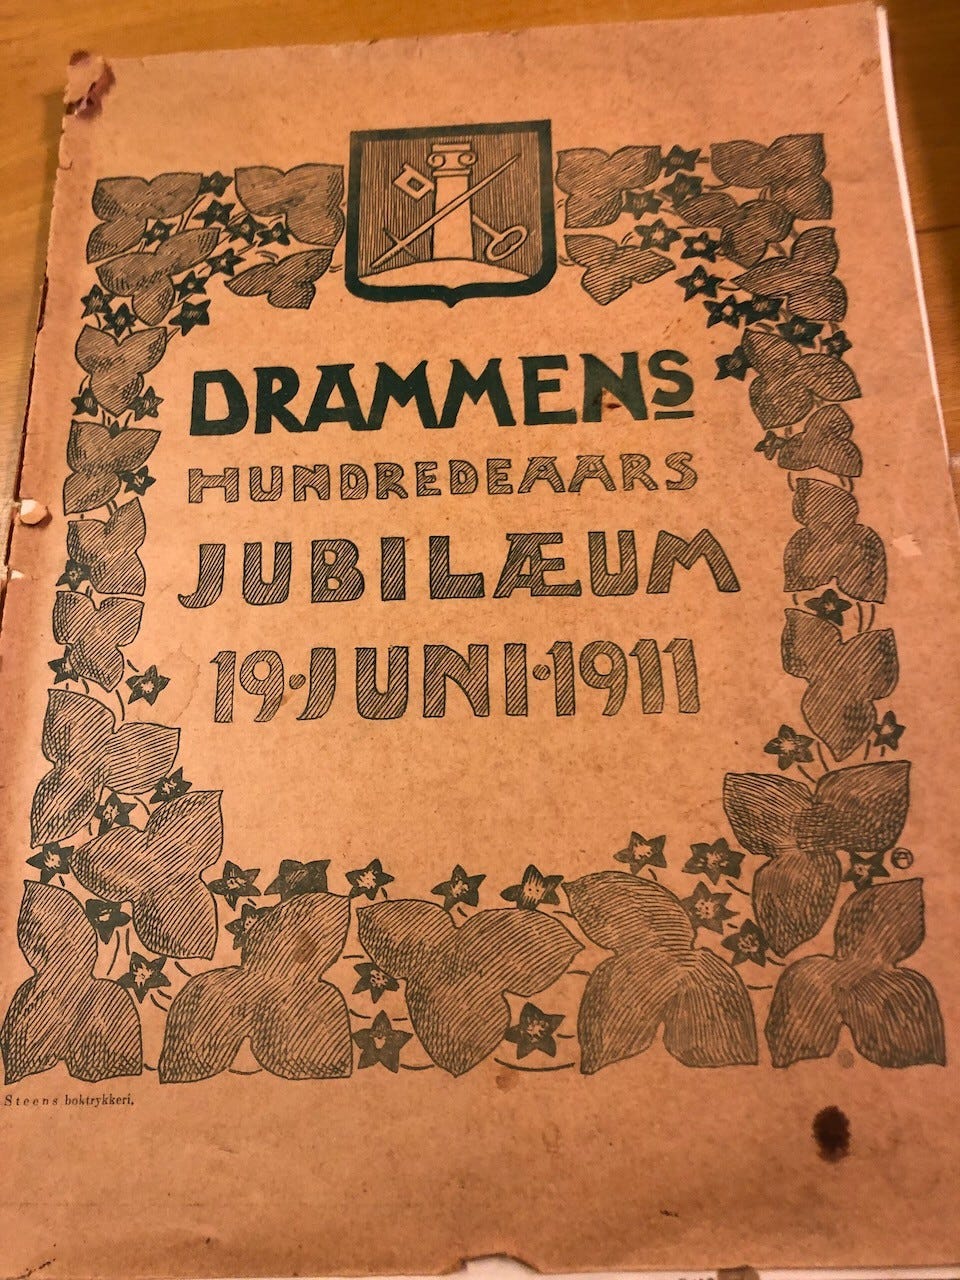 DRAMMENS
HUNDREDEAARS
JUBILÆUM
19·JUNI·1911
Steens boktrykkeri,